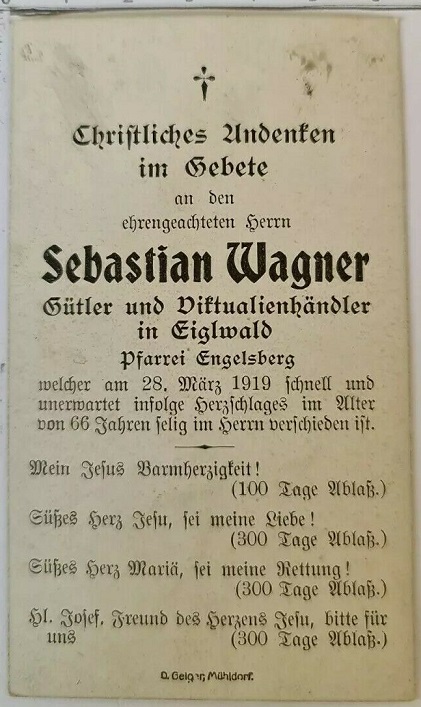 Christliches Andenken
im Gebete
an den
ehrengeachteten Herrn
Sebastian Wagner
Gütler und Viktualienhändler
in Eiglwald
Pfarrei Engelsberg
welcher am 28. März 1919 schnell und
unerwartet infolge Herzschlages im Alter
von 66 Jahren selig im Herrn verschieden ist.
Mein Jesus Barmherzigkeit!
(100 Tage Ablaß.)
Süßes Herz Jesu, sei meine Liebe!
(300 Tage Ablaß.)
Süßes Herz Mariä, sei meine Rettung!
(300 Tage Ablaß.)
Hl. Josef, Freund des Herzens Jesu, bitte für
uns (300 Tage Ablaß.)
D. Geiger, Mühldorf.